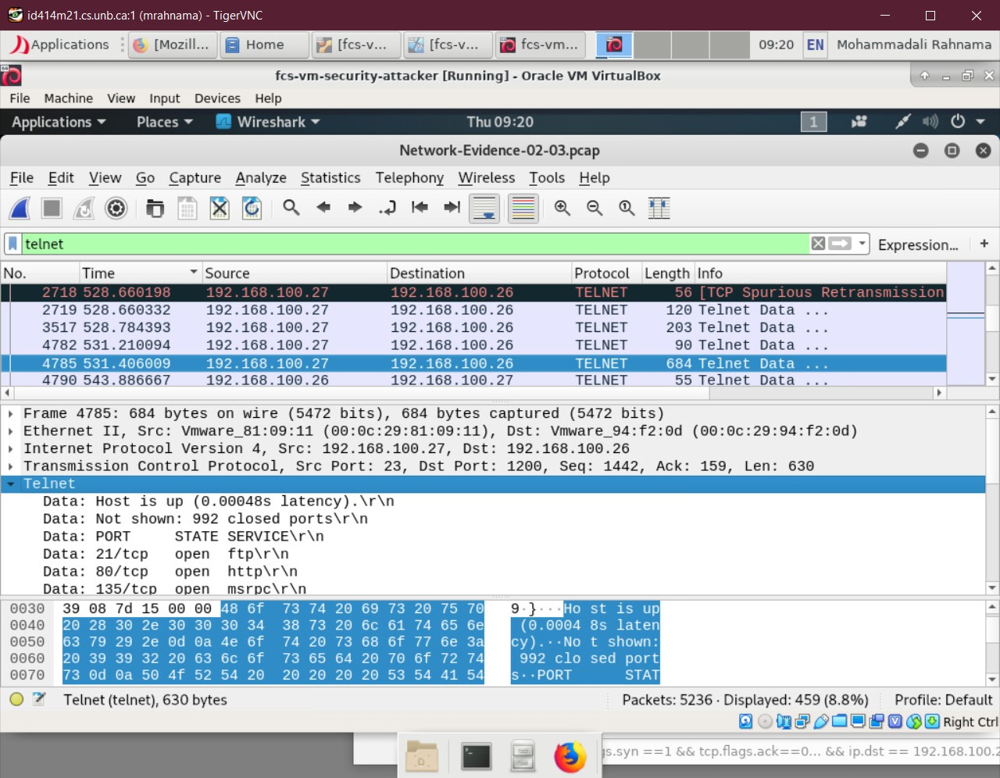 id414m21.cs.unb.ca:1 (mrahnama) - TigerVNC
Applications [Mozill... Home [fcs-v... [fcs-v... fcs-vm... 09:20 EN Mohammadali Rahnama
64
fcs-vm-security-attacker [Running] - Oracle VM VirtualBox
File Machine View Input Devices Help
Applications Places Wireshark Thu 09:20 1
Network-Evidence-02-03.pcap
File Edit View Go Capture Analyze Statistics Telephony Wireless Tools Help
telnet Expression... +
No. Time Source Destination Protocol Length Info
2718 528.660198 192.168.100.27 192.168.100.26 TELNET 56 [TCP Spurious Retransmission
2719 528.660332 192.168.100.27 192.168.100.26 TELNET 120 Telnet Data ...
3517 528.784393 192.168.100.27 192.168.100.26 TELNET 203 Telnet Data ...
4782 531.210094 192.168.100.27 192.168.100.26 TELNET 90 Telnet Data ...
4785 531.406009 192.168.100.27 192.168.100.26 TELNET 684 Telnet Data ...
4790 543.886667 192.168.100.26 192.168.100.27 TELNET 55 Telnet Data ...
Frame 4785: 684 bytes on wire (5472 bits), 684 bytes captured (5472 bits)
Ethernet II, Src: Vmware_81:09:11 (00:0c:29:81:09:11), Dst: Vmware_94:f2:0d (00:0c:29:94:f2:0d)
Internet Protocol Version 4, Src: 192.168.100.27, Dst: 192.168.100.26
Transmission Control Protocol, Src Port: 23, Dst Port: 1200, Seq: 1442, Ack: 159, Len: 630
Telnet
Data: Host is up (0.00048s latency).\r\n
Data: Not shown: 992 closed ports\r\n
Data: PORT STATE SERVICE\r\n
Data: 21/tcp open ftp\r\n
Data: 80/tcp open http\r\n
Data: 135/tcp open msrpc\r\n
0030 39 08 7d 15 00 00 48 6f 73 74 20 69 73 20 75 70 9·}···Ho st is up
0040 20 28 30 2e 30 30 30 34 38 73 20 6c 61 74 65 6e (0.0004 8s laten
0050 63 79 29 2e 0d 0a 4e 6f 74 20 73 68 6f 77 6e 3a cy).··No t shown:
0060 20 39 39 32 20 63 6c 6f 73 65 64 20 70 6f 72 74 992 clo sed port
0070 73 0d 0a 50 4f 52 54 20 20 20 20 20 53 54 41 54 s··PORT STAT
Telnet (telnet), 630 bytes Packets: 5236 · Displayed: 459 (8.8%) Profile: Default
Right Ctrl
gs.syn ==1 && tcp.flags.ack==0... && ip.dst == 192.168.100.2